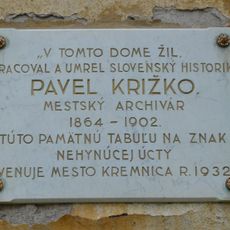 „V TOMTO DOME ŽIL,
RACOVAL A UMREL SLOVENSKÝ HISTORIK
PAVEL KRIŽKO,
MESTSKÝ ARCHIVÁR
1864 – 1902.
TÚTO PAMÄTNÚ TABUĽU NA ZNAK
NEHYNÚCEJ ÚCTY
VENUJE MESTO KREMNICA R. 1932